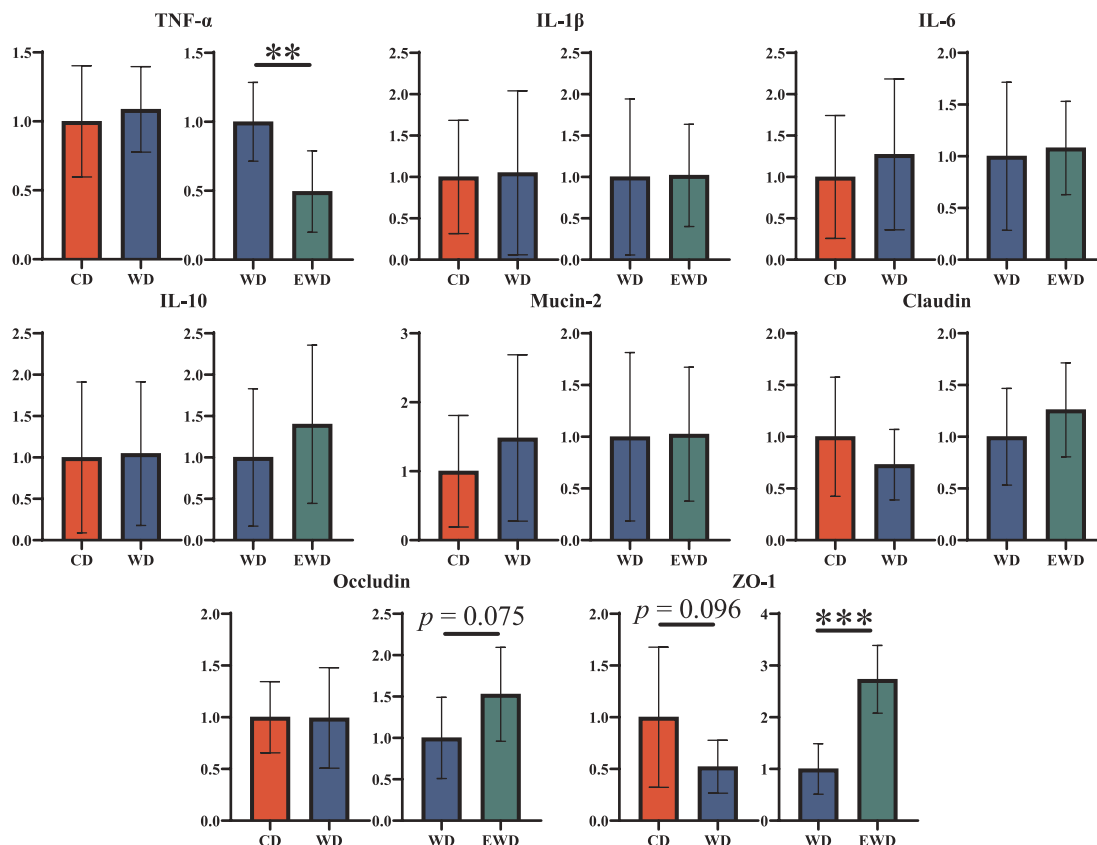 TNF-α IL-1β IL-6
1.5 1.5 2.5 2.5 2.5 2.0
** 
2.0 2.0 2.0 1.5
1.0 1.0 1.5 1.5 1.5
1.0 1.0 1.0 1.0
0.5 0.5 0.5 0.5 0.5 0.5
0.0 0.0 0.0 0.0 0.0 0.0
CD WD WD EWD CD WD WD EWD CD WD WD EWD
IL-10 Mucin-2 Claudin
2.5 2.5 3 2.0 2.0 2.0
2.0 2.0
1.5 1.5 2 1.5 1.5 1.5
1.0 1.0 1 1.0 1.0 1.0
0.5 0.5 0.5 0.5 0.5
0.0 0.0 0 0.0 0.0 0.0
CD WD WD EWD CD WD WD EWD CD WD WD EWD
Occludin ZO-1
p = 0.075 p = 0.096 ***
2.0 2.5 2.0 4
2.0
1.5 1.5 1.5 3
1.0 1.0 1.0 2
0.5 0.5 0.5 1
0.0 0.0 0.0 0
CD WD WD EWD CD WD WD EWD